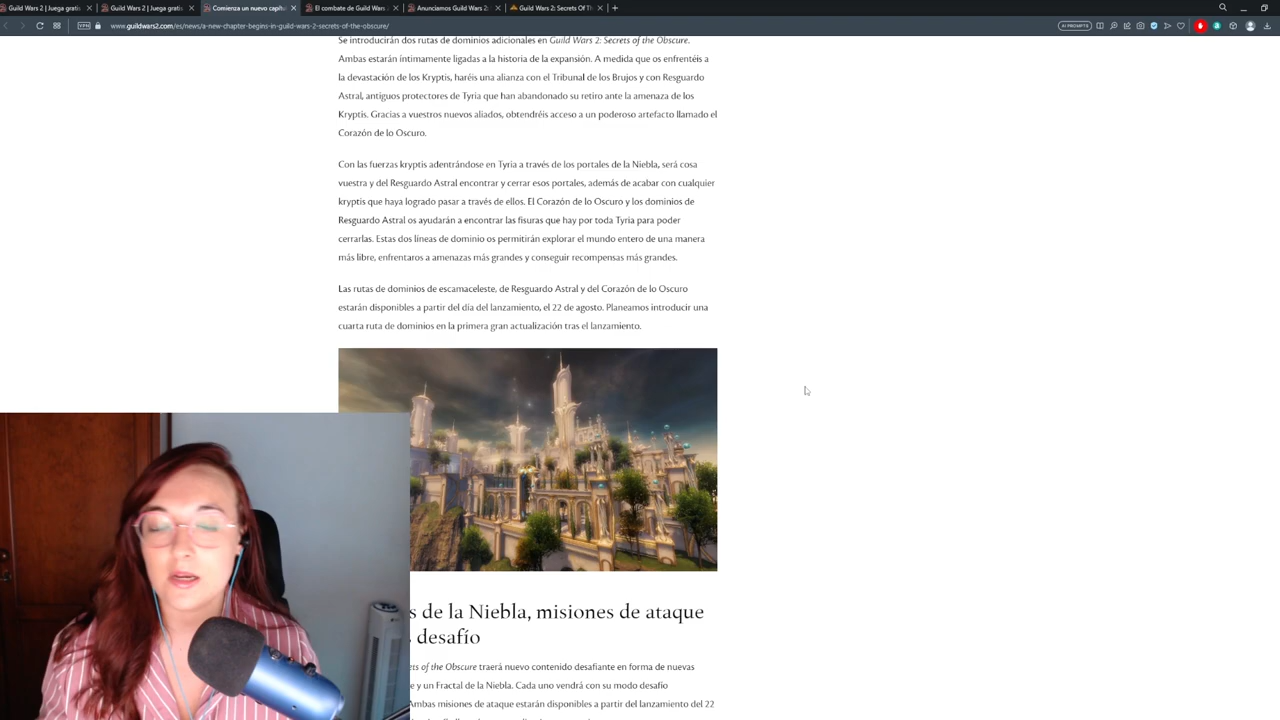 Guild Wars 2 | Juega gratis
Guild Wars 2 | Juega gratis
Comienza un nuevo capítu
El combate de Guild Wars
Anunciamos Guild Wars 2:
Guild Wars 2: Secrets Of Th
VPN
www.guildwars2.com/es/news/a-new-chapter-begins-in-guild-wars-2-secrets-of-the-obscure/
AI PROMPTS
Se introducirán dos rutas de dominios adicionales en Guild Wars 2: Secrets of the Obscure.
Ambas estarán íntimamente ligadas a la historia de la expansión. A medida que os enfrentéis a
la devastación de los Kryptis, haréis una alianza con el Tribunal de los Brujos y con Resguardo
Astral, antiguos protectores de Tyria que han abandonado su retiro ante la amenaza de los
Kryptis. Gracias a vuestros nuevos aliados, obtendréis acceso a un poderoso artefacto llamado el
Corazón de lo Oscuro.
Con las fuerzas kryptis adentrándose en Tyria a través de los portales de la Niebla, será cosa
vuestra y del Resguardo Astral encontrar y cerrar esos portales, además de acabar con cualquier
kryptis que haya logrado pasar a través de ellos. El Corazón de lo Oscuro y los dominios de
Resguardo Astral os ayudarán a encontrar las fisuras que hay por toda Tyria para poder
cerrarlas. Estas dos líneas de dominio os permitirán explorar el mundo entero de una manera
más libre, enfrentaros a amenazas más grandes y conseguir recompensas más grandes.
Las rutas de dominios de escamaceleste, de Resguardo Astral y del Corazón de lo Oscuro
estarán disponibles a partir del día del lanzamiento, el 22 de agosto. Planeamos introducir una
cuarta ruta de dominios en la primera gran actualización tras el lanzamiento.
s de la Niebla, misiones de ataque
desafío
ets of the Obscure traerá nuevo contenido desafiante en forma de nuevas
e y un Fractal de la Niebla. Cada uno vendrá con su modo desafío
Ambas misiones de ataque estarán disponibles a partir del lanzamiento del 22